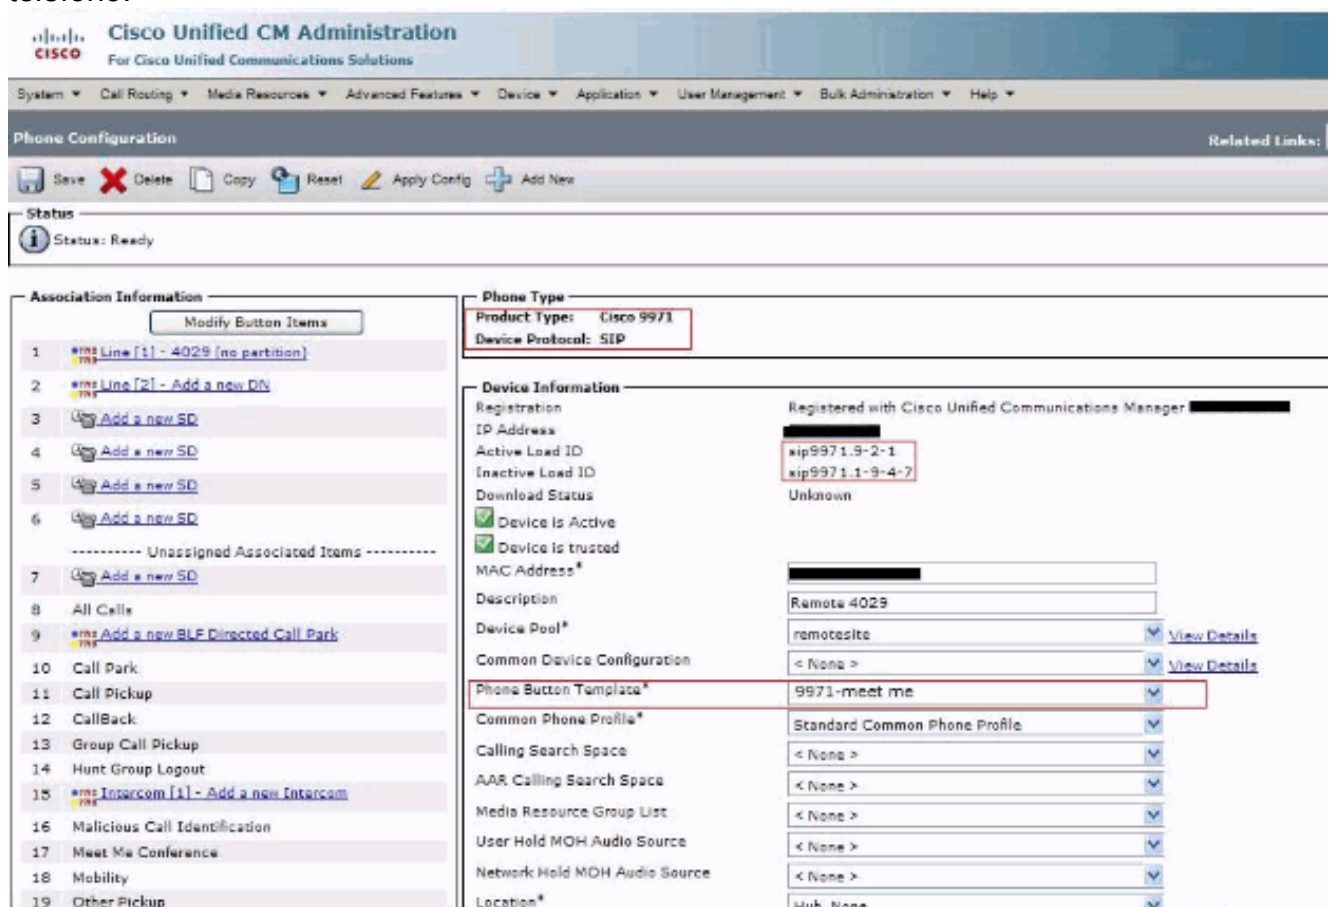 Cisco Unified CM Administration
CISCO
For Cisco Unified Communications Solutions
System Call Routing Media Resources Advanced Features Device Application User Management Bulk Administration Help
Phone Configuration
Related Links:
Save Delete Copy Reset Apply Config Add New
Status
Status: Ready
Association Information
Modify Button Items
1 Line [1] - 4029 (no partition)
2 Line [2] - Add a new DN
3 Add a new SD
4 Add a new SD
5 Add a new SD
6 Add a new SD
---------- Unassigned Associated Items ----------
7 Add a new SD
8 All Calls
9 Add a new BLF Directed Call Park
10 Call Park
11 Call Pickup
12 CallBack
13 Group Call Pickup
14 Hunt Group Logout
15 Intercom [1] - Add a new Intercom
16 Malicious Call Identification
17 Meet Me Conference
18 Mobility
19 Other Pickup
Phone Type
Product Type: Cisco 9971
Device Protocol: SIP
Device Information
Registration Registered with Cisco Unified Communications Manager
IP Address
Active Load ID sip9971.9-2-1
Inactive Load ID sip9971.1-9-4-7
Download Status Unknown
Device is Active
Device is trusted
MAC Address*
Description Remote 4029
Device Pool* remotesite View Details
Common Device Configuration < None > View Details
Phone Button Template* 9971-meet me
Common Phone Profile* Standard Common Phone Profile
Calling Search Space < None >
AAR Calling Search Space < None >
Media Resource Group List < None >
User Hold MOH Audio Source < None >
Network Hold MOH Audio Source < None >
Location* Hub_None